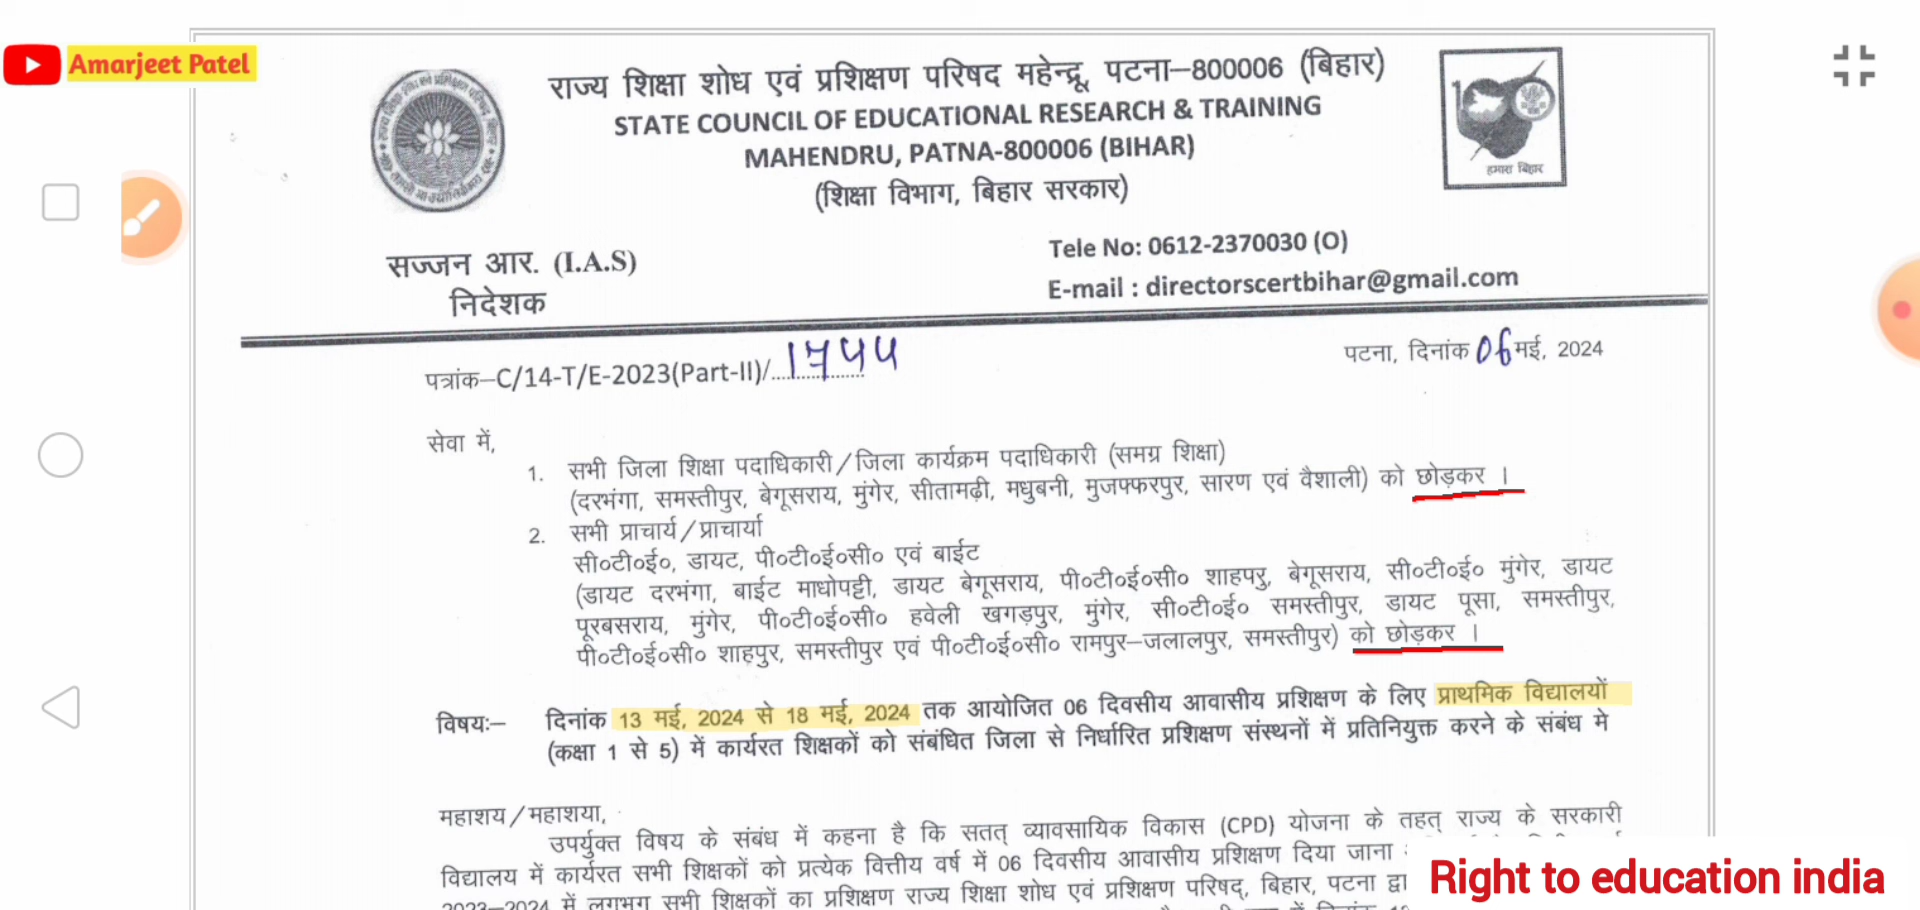 Amarjeet Patel
राज्य शिक्षा शोध एवं प्रशिक्षण परिषद महेन्द्रू, पटना–800006 (बिहार)
STATE COUNCIL OF EDUCATIONAL RESEARCH & TRAINING
MAHENDRU, PATNA-800006 (BIHAR)
(शिक्षा विभाग, बिहार सरकार)
हमारा बिहार
सज्जन आर. (I.A.S)
निदेशक
Tele No: 0612-2370030 (O)
E-mail : directorscertbihar@gmail.com
पत्रांक–C/14-T/E-2023(Part-II)/..1744
पटना, दिनांक 06 मई, 2024
सेवा में,
1. सभी जिला शिक्षा पदाधिकारी/जिला कार्यक्रम पदाधिकारी (समग्र शिक्षा)
(दरभंगा, समस्तीपुर, बेगूसराय, मुंगेर, सीतामढ़ी, मधुबनी, मुजफ्फरपुर, सारण एवं वैशाली) को छोड़कर ।
2. सभी प्राचार्य/प्राचार्या
सी०टी०ई०, डायट, पी०टी०ई०सी० एवं बाईट
(डायट दरभंगा, बाईट माधोपट्टी, डायट बेगूसराय, पी०टी०ई०सी० शाहपरु, बेगूसराय, सी०टी०ई० मुंगेर, डायट
पूरबसराय, मुंगेर, पी०टी०ई०सी० हवेली खगड़पुर, मुंगेर, सी०टी०ई० समस्तीपुर, डायट पूसा, समस्तीपुर,
पी०टी०ई०सी० शाहपुर, समस्तीपुर एवं पी०टी०ई०सी० रामपुर–जलालपुर, समस्तीपुर) को छोड़कर ।
विषयः– दिनांक 13 मई, 2024 से 18 मई, 2024 तक आयोजित 06 दिवसीय आवासीय प्रशिक्षण के लिए प्राथमिक विद्यालयों
(कक्षा 1 से 5) में कार्यरत शिक्षकों को संबंधित जिला से निर्धारित प्रशिक्षण संस्थनों में प्रतिनियुक्त करने के संबंध मे
महाशय/महाशया,
उपर्युक्त विषय के संबंध में कहना है कि सतत् व्यावसायिक विकास (CPD) योजना के तहत् राज्य के सरकारी
विद्यालय में कार्यरत सभी शिक्षकों को प्रत्येक वित्तीय वर्ष में 06 दिवसीय आवासीय प्रशिक्षण दिया जाना
2023–2024 में लगभग सभी शिक्षकों का प्रशिक्षण राज्य शिक्षा शोध एवं प्रशिक्षण परिषद्, बिहार, पटना द्वा
Right to education india